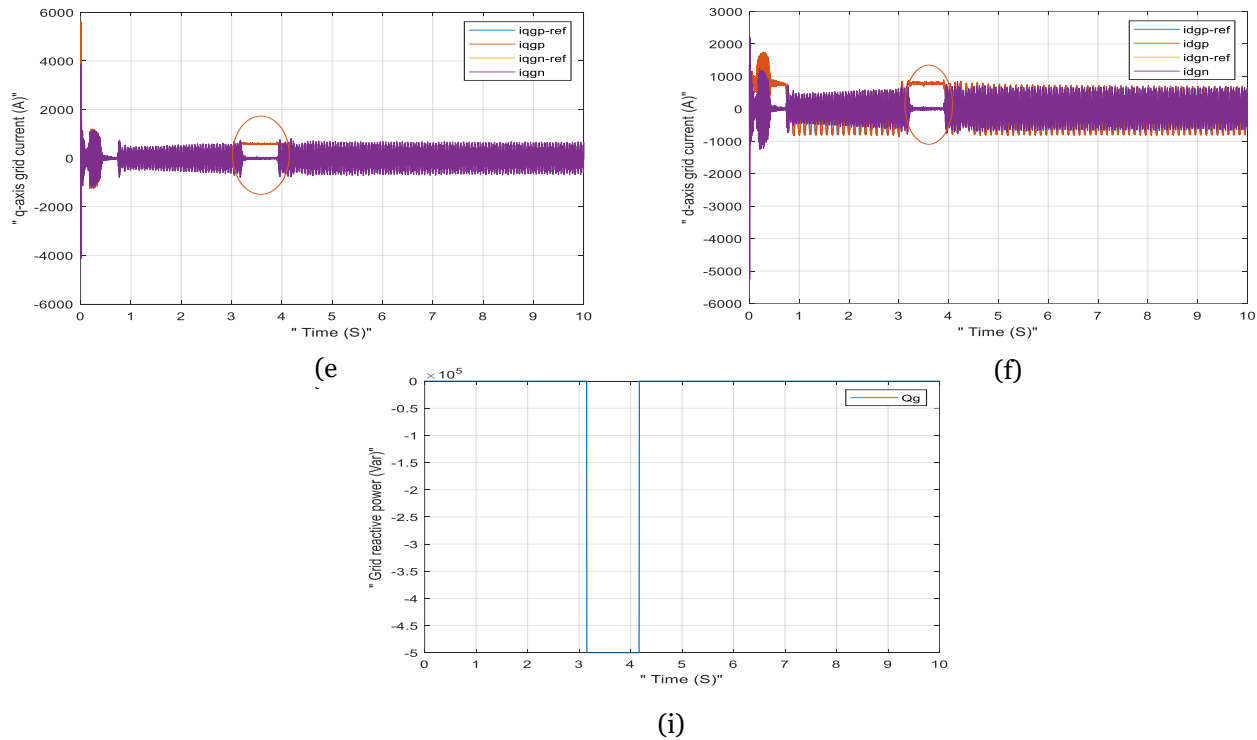 6000
4000
2000
0
-2000
-4000
-6000
" q-axis grid current (A)"
iqgp-ref
iqgp
iqgn-ref
iqgn
0 1 2 3 4 5 6 7 8 9 10
" Time (S)"
(e
3000
2000
1000
0
-1000
-2000
-3000
-4000
-5000
-6000
" d-axis grid current (A)"
idgp-ref
idgp
idgn-ref
idgn
0 1 2 3 4 5 6 7 8 9 10
" Time (S)"
(f)
×10⁵
0
-0.5
-1
-1.5
-2
-2.5
-3
-3.5
-4
-4.5
-5
" Grid reactive power (Var)"
Qg
0 1 2 3 4 5 6 7 8 9 10
" Time (S)"
(i)